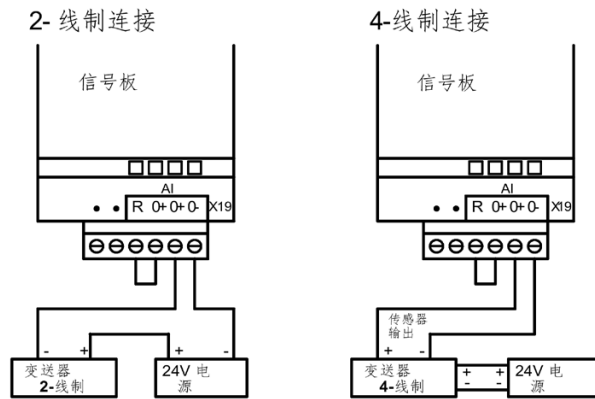 2- 线制连接
信号板
AI
R 0+ 0+ 0- X19
- +
变送器
2-线制
+ -
24V 电
源
4-线制连接
信号板
AI
R 0+ 0+ 0- X19
传感器
输出
+ -
变送器
4-线制
+ +
- -
24V 电
源